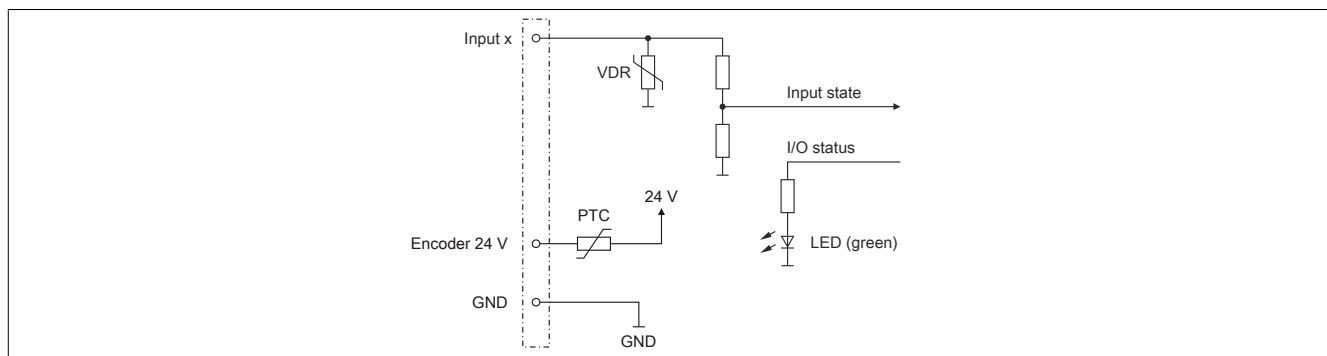 Input x
VDR
Input state
I/O status
24 V
PTC
Encoder 24 V
LED (green)
GND
GND